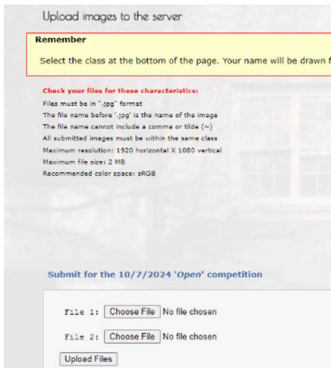 Upload images to the server
Remember
Select the class at the bottom of the page. Your name will be drawn f
Check your files for these characteristics:
Files must be in ".jpg" format
The file name before '.jpg' is the name of the image
The file name cannot include a comma or tilde (~)
All submitted images must be within the same class
Maximum resolution: 1920 horizontal X 1080 vertical
Maximum file size: 2 MB
Recommended color space: sRGB
Submit for the 10/7/2024 'Open' competition
File 1: Choose File No file chosen
File 2: Choose File No file chosen
Upload Files